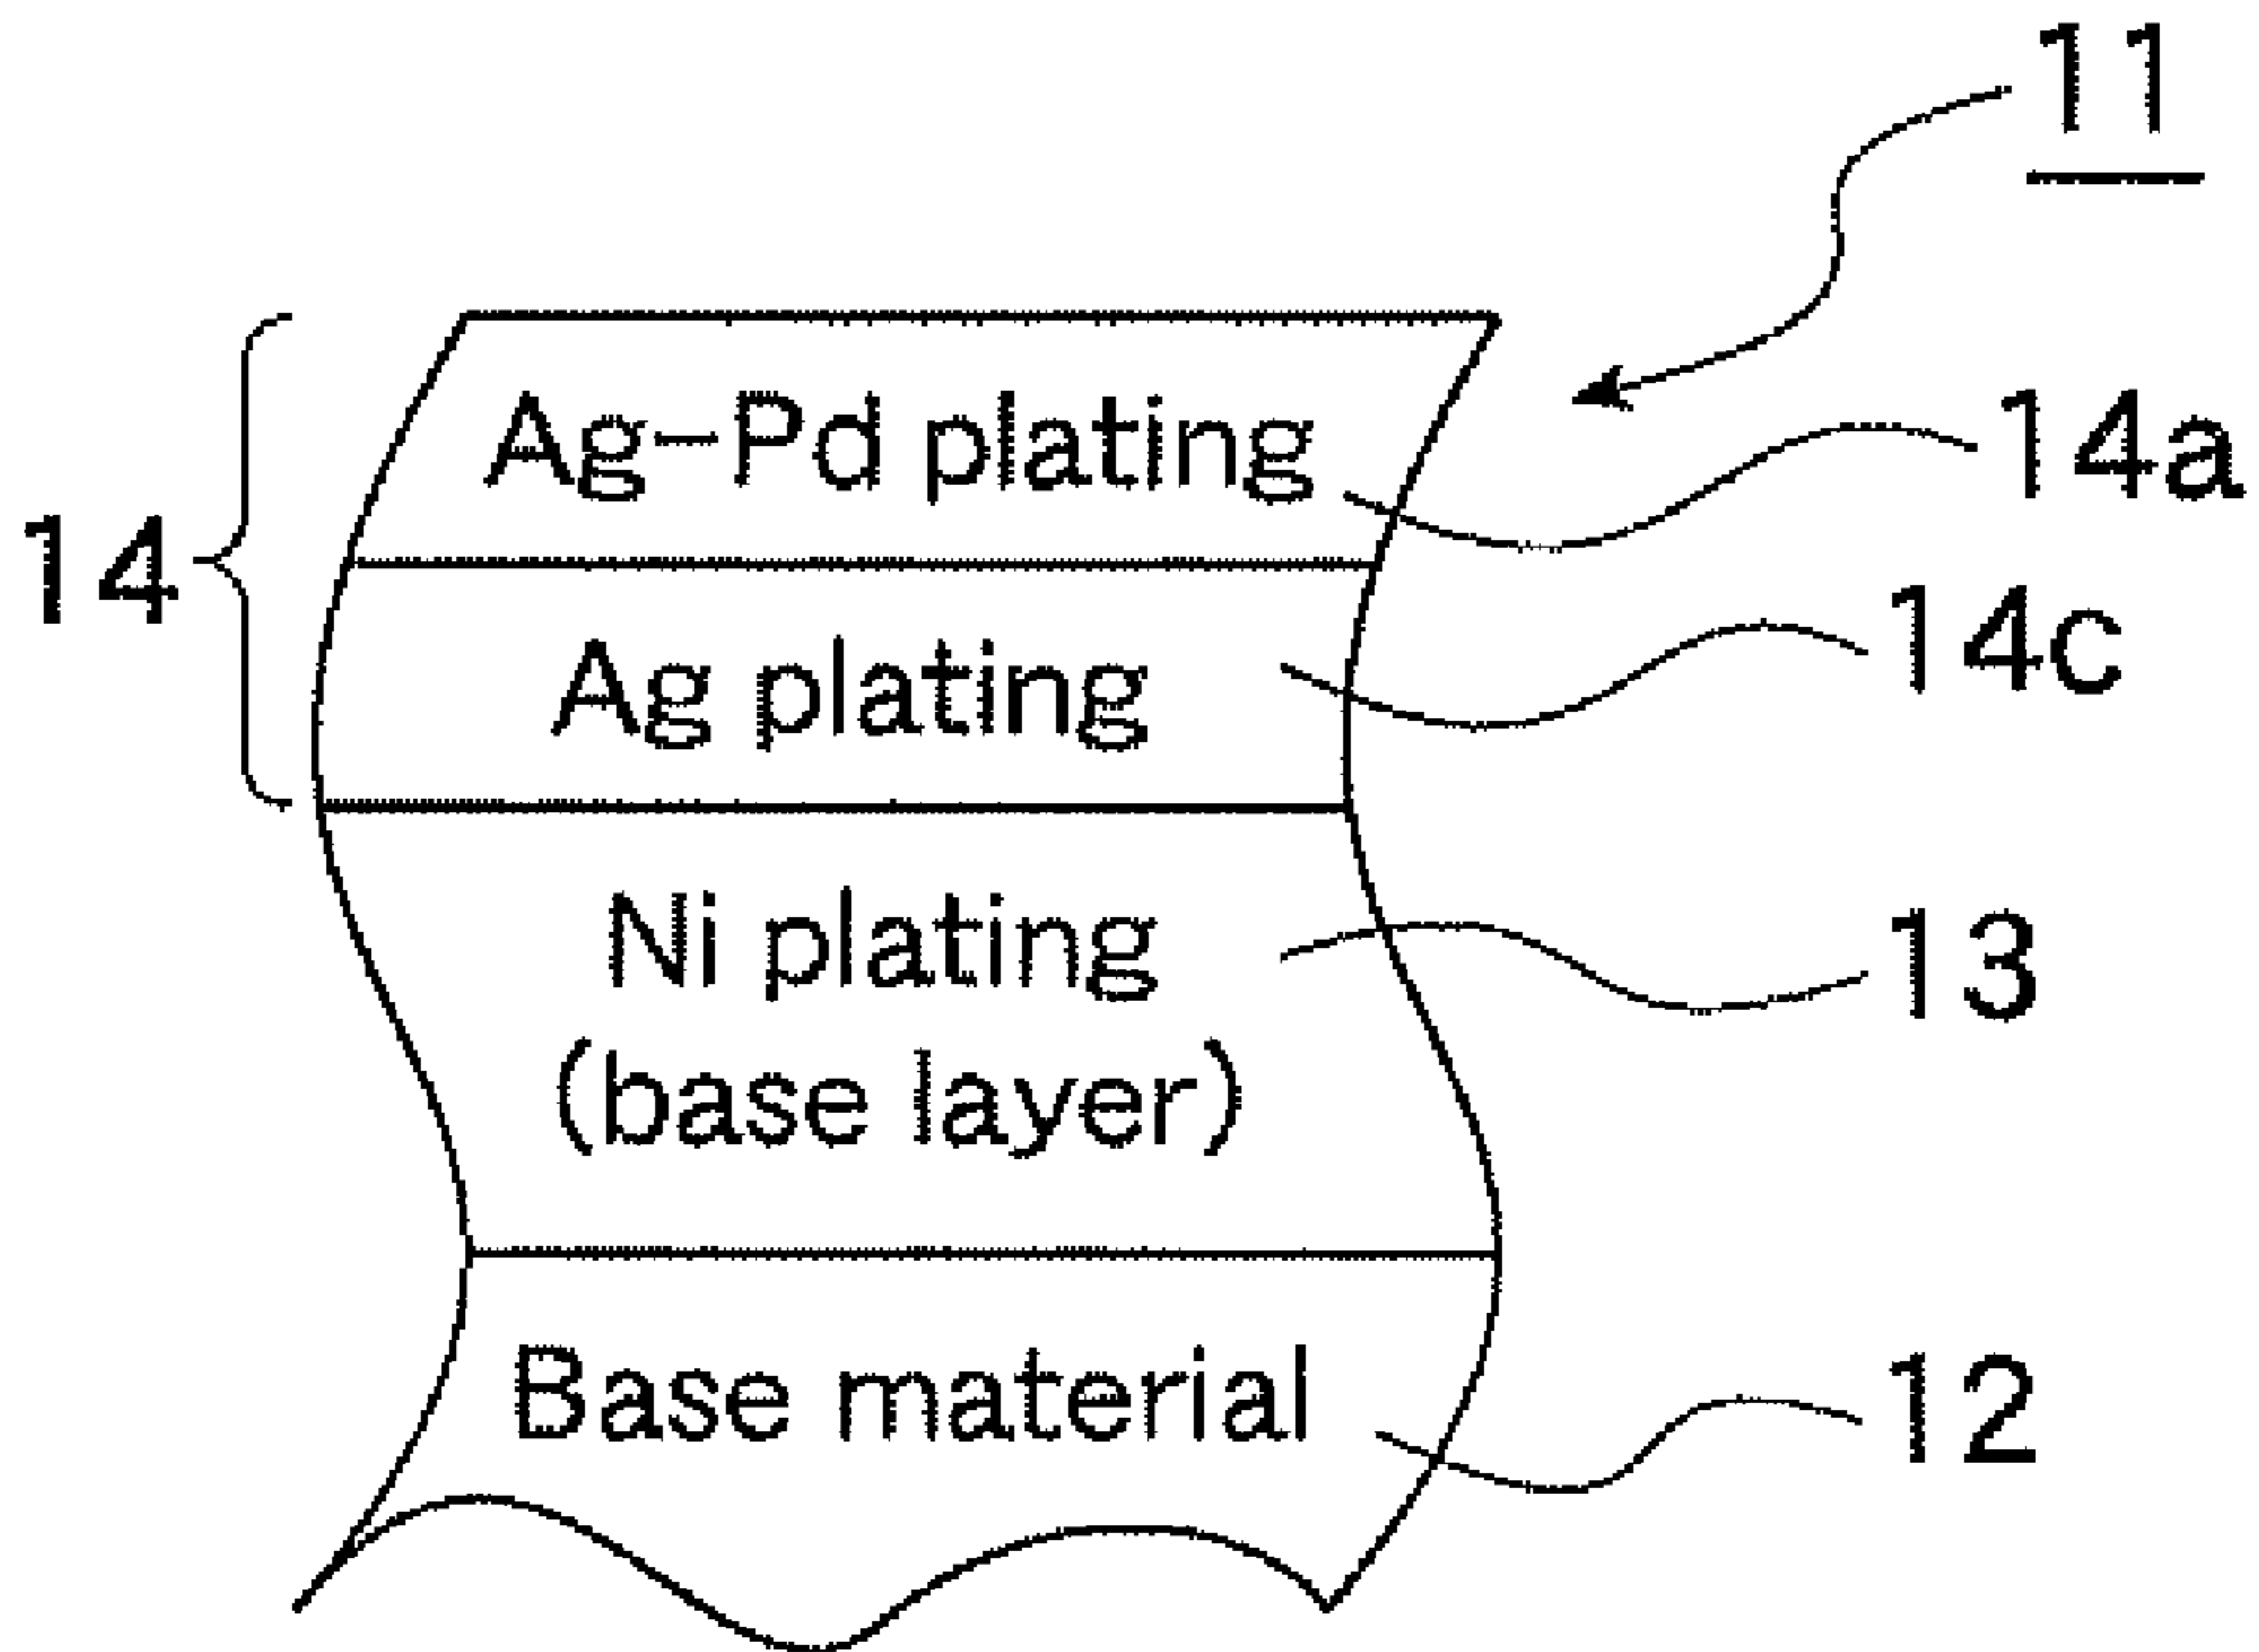 11
Ag-Pd plating
14a
14
Ag plating
14c
Ni plating
(base layer)
13
Base material
12